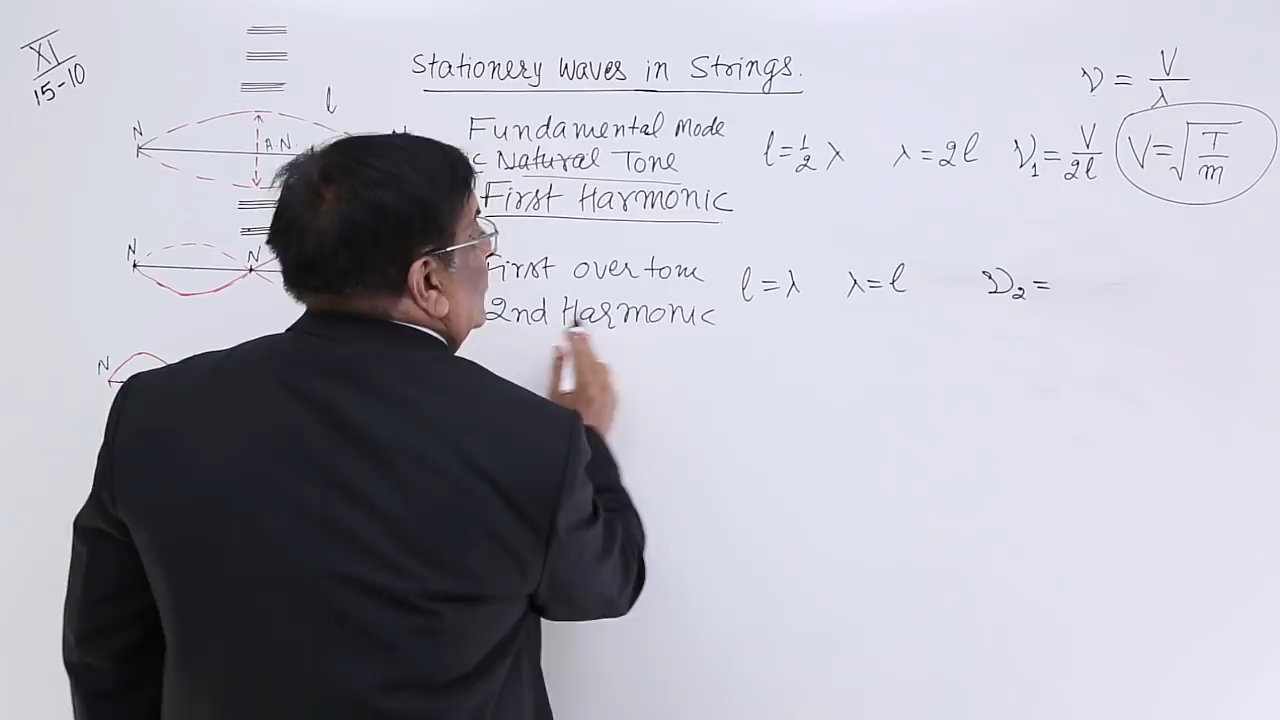 XI
15-10
Stationery Waves in Strings.
ν = V/λ
l
N
A.N.
Fundamental Mode
Natural Tone
First Harmonic
l=1/2 λ λ=2l ν1=V/2l V=√T/m
N N
First overtone
2nd Harmonic
l=λ λ=l ν2=
N